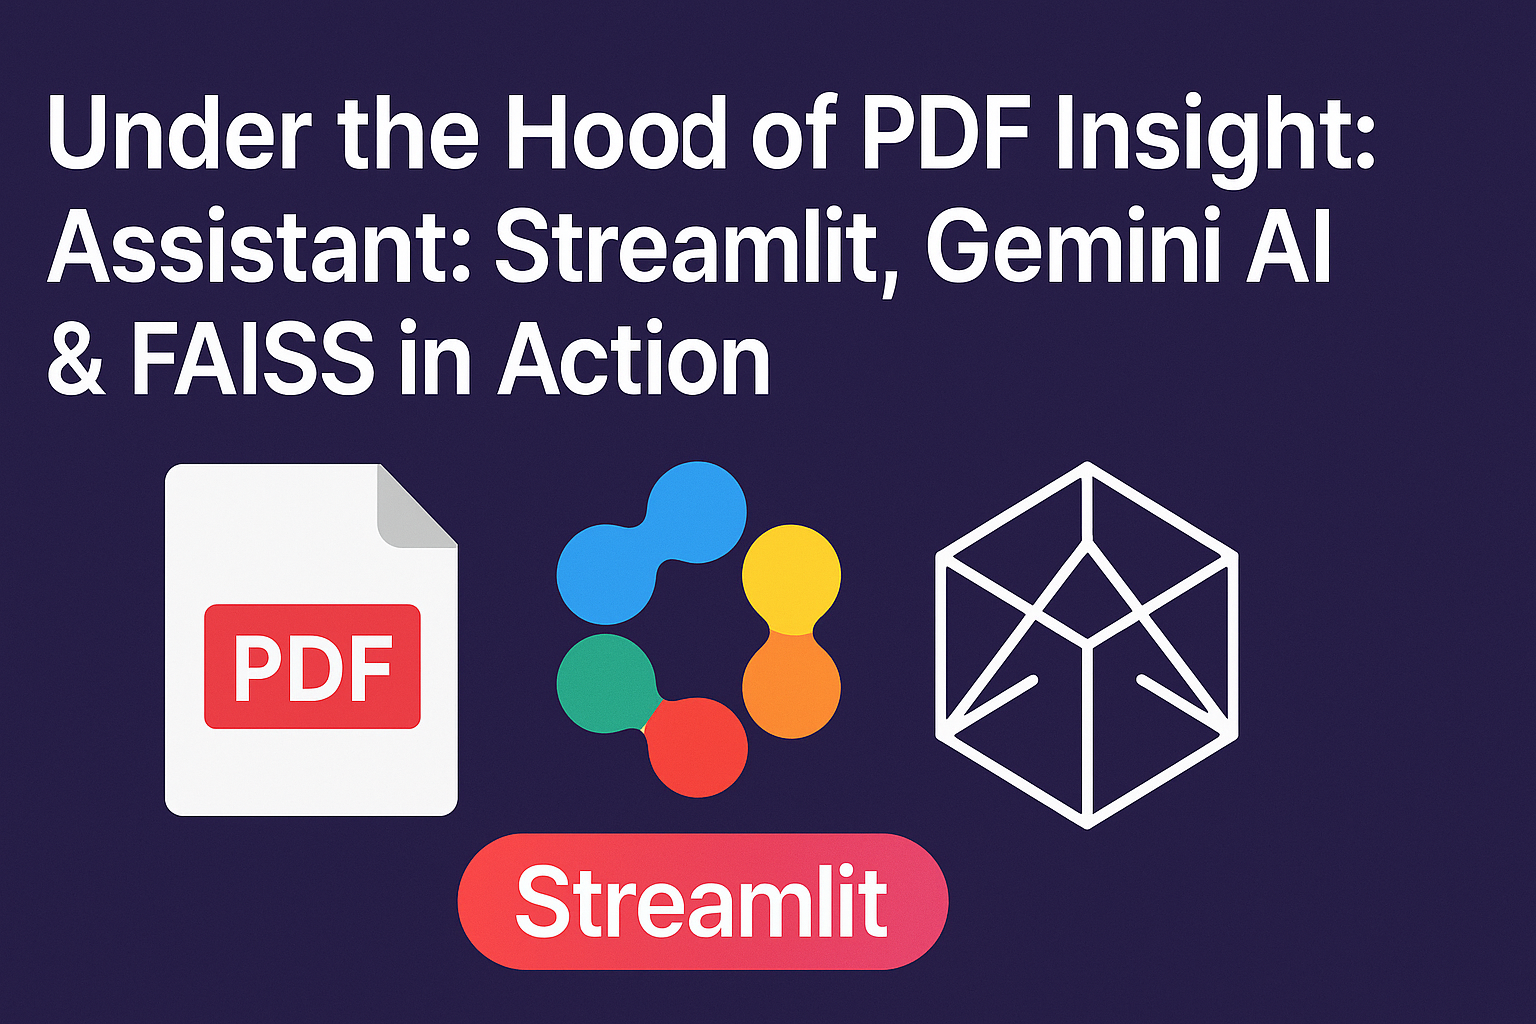 Under the Hood of PDF Insight:
Assistant: Streamlit, Gemini AI
& FAISS in Action
PDF
Streamlit